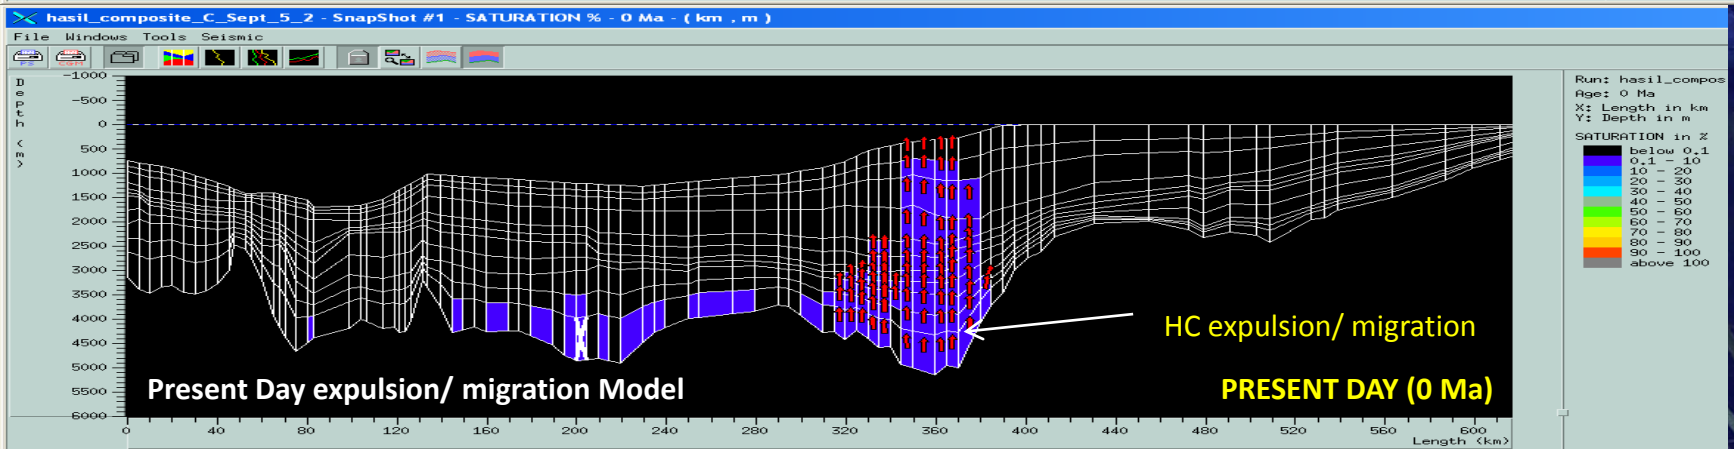 hasil_composite_C_Sept_5_2 - SnapShot #1 - SATURATION % - 0 Ma - ( km , m )
File Windows Tools Seismic
PS CGM
Depth (m)
-1000
-500
0
500
1000
1500
2000
2500
3000
3500
4000
4500
5000
5500
6000
0 40 80 120 160 200 240 280 320 360 400 440 480 520 560 600
Length (km)
HC expulsion/ migration
Present Day expulsion/ migration Model
PRESENT DAY (0 Ma)
Run: hasil_compos
Age: 0 Ma
X: Length in km
Y: Depth in m
SATURATION in %
below 0.1
0.1 - 10
10 - 20
20 - 30
30 - 40
40 - 50
50 - 60
60 - 70
70 - 80
80 - 90
90 - 100
above 100